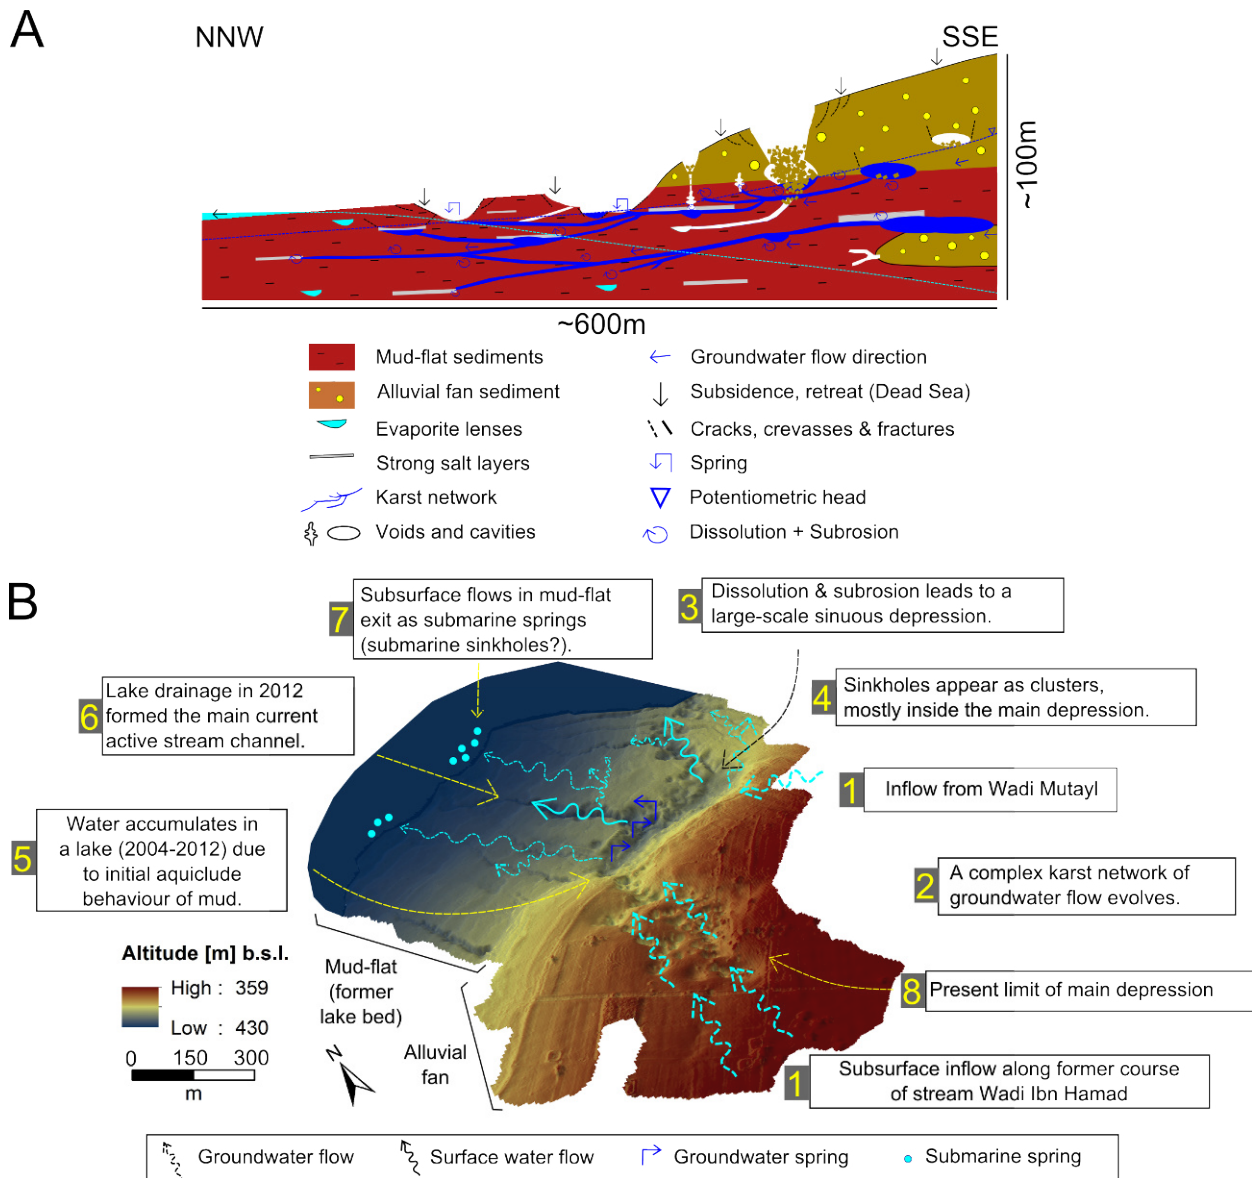 A
NNW
SSE
~100m
~600m
Mud-flat sediments
Alluvial fan sediment
Evaporite lenses
Strong salt layers
Karst network
Voids and cavities
Groundwater flow direction
Subsidence, retreat (Dead Sea)
Cracks, crevasses & fractures
Spring
Potentiometric head
Dissolution + Subrosion
B
7
Subsurface flows in mud-flat
exit as submarine springs
(submarine sinkholes?).
3
Dissolution & subrosion leads to a
large-scale sinuous depression.
6
Lake drainage in 2012
formed the main current
active stream channel.
4
Sinkholes appear as clusters,
mostly inside the main depression.
1
Inflow from Wadi Mutayl
5
Water accumulates in
a lake (2004-2012) due
to initial aquiclude
behaviour of mud.
2
A complex karst network of
groundwater flow evolves.
8
Present limit of main depression
1
Subsurface inflow along former course
of stream Wadi Ibn Hamad
Altitude [m] b.s.l.
High : 359
Low : 430
0 150 300
m
N
Mud-flat
(former
lake bed)
Alluvial
fan
Groundwater flow
Surface water flow
Groundwater spring
Submarine spring